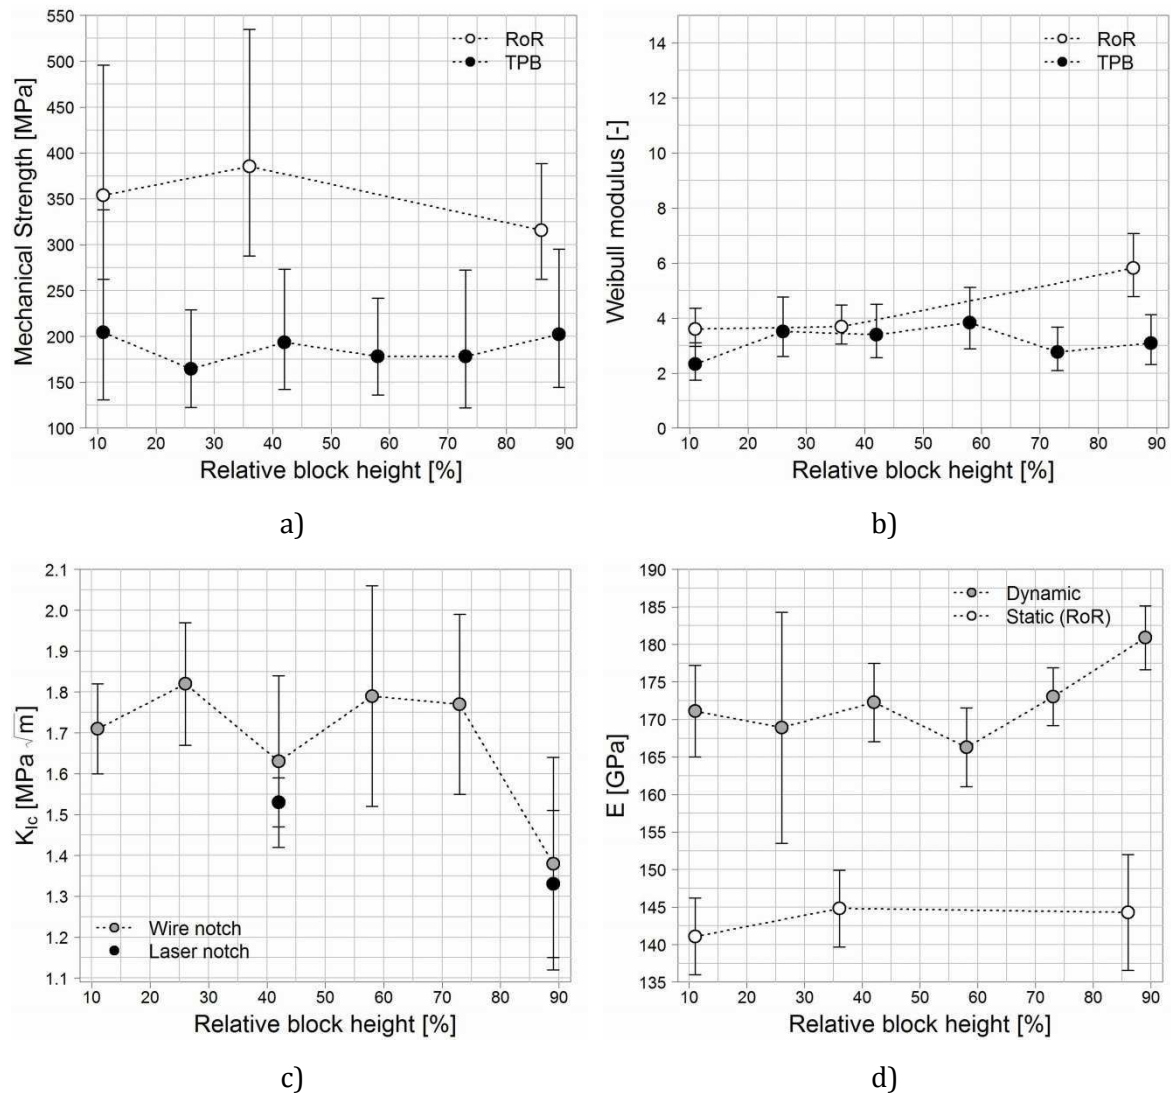 550
500
450
400
350
300
250
200
150
100
Mechanical Strength [MPa]
RoR
TPB
10 20 30 40 50 60 70 80 90
Relative block height [%]
a)
14
12
10
8
6
4
2
0
Weibull modulus [-]
RoR
TPB
10 20 30 40 50 60 70 80 90
Relative block height [%]
b)
2.1
2.0
1.9
1.8
1.7
1.6
1.5
1.4
1.3
1.2
1.1
K_Ic [MPa √m]
Wire notch
Laser notch
10 20 30 40 50 60 70 80 90
Relative block height [%]
c)
190
185
180
175
170
165
160
155
150
145
140
135
E [GPa]
Dynamic
Static (RoR)
10 20 30 40 50 60 70 80 90
Relative block height [%]
d)